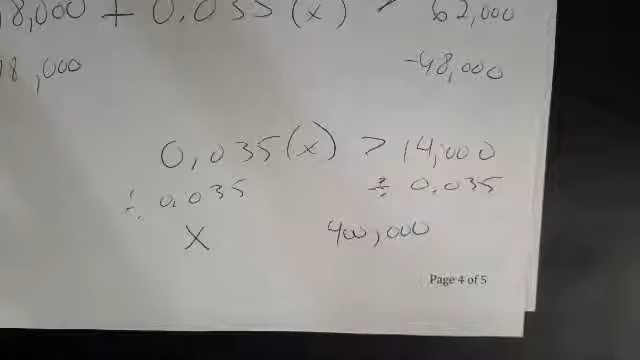 8,000 + 0.035(x) > 62,000
18,000 -48,000
0.035(x) > 14,000
÷ 0.035 ÷ 0.035
X 400,000
Page 4 of 5